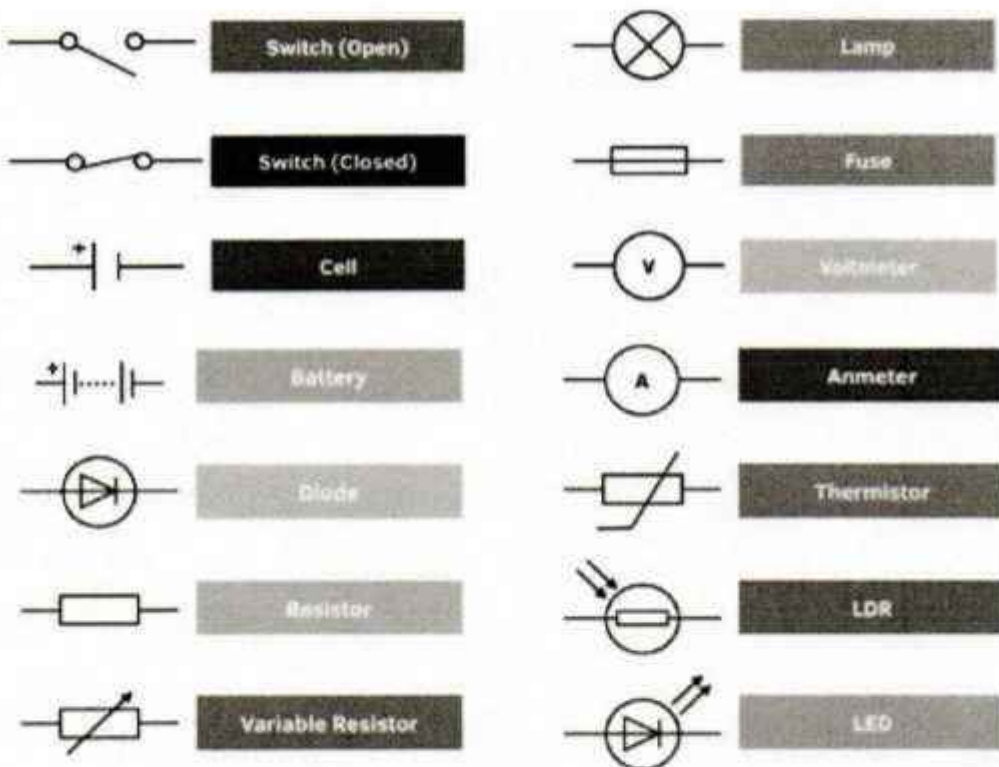 Switch (Open)
Lamp
Switch (Closed)
Fuse
+
Cell
V
Voltmeter
+
Battery
A
Anmeter
Diode
Thermistor
Resistor
LDR
Variable Resistor
LED